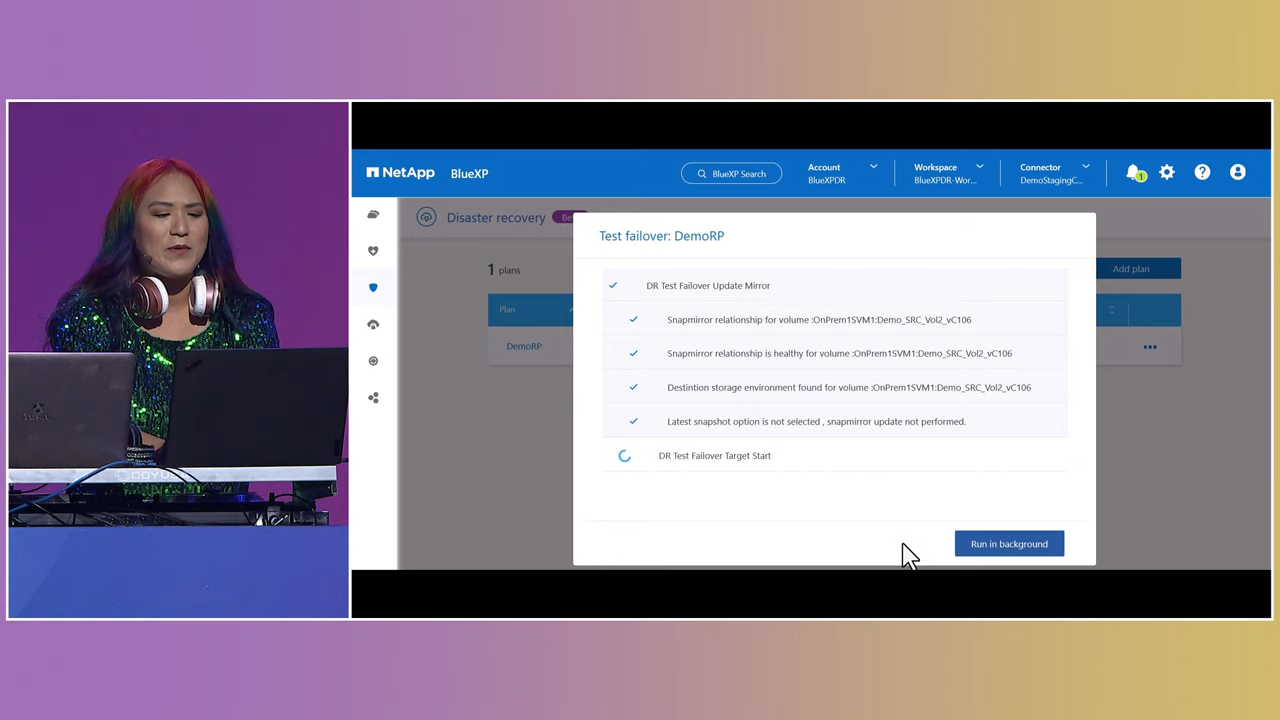 NetApp
BlueXP
BlueXP Search
Account
BlueXPDR
Workspace
BlueXPDR-Wor...
Connector
DemoStagingC...
1
Disaster recovery
Be
Test failover: DemoRP
1 plans
Add plan
Plan
DemoRP
DR Test Failover Update Mirror
Snapmirror relationship for volume :OnPrem1SVM1:Demo_SRC_Vol2_vC106
Snapmirror relationship is healthy for volume :OnPrem1SVM1:Demo_SRC_Vol2_vC106
Destintion storage environment found for volume :OnPrem1SVM1:Demo_SRC_Vol2_vC106
Latest snapshot option is not selected , snapmirror update not performed.
DR Test Failover Target Start
Run in background